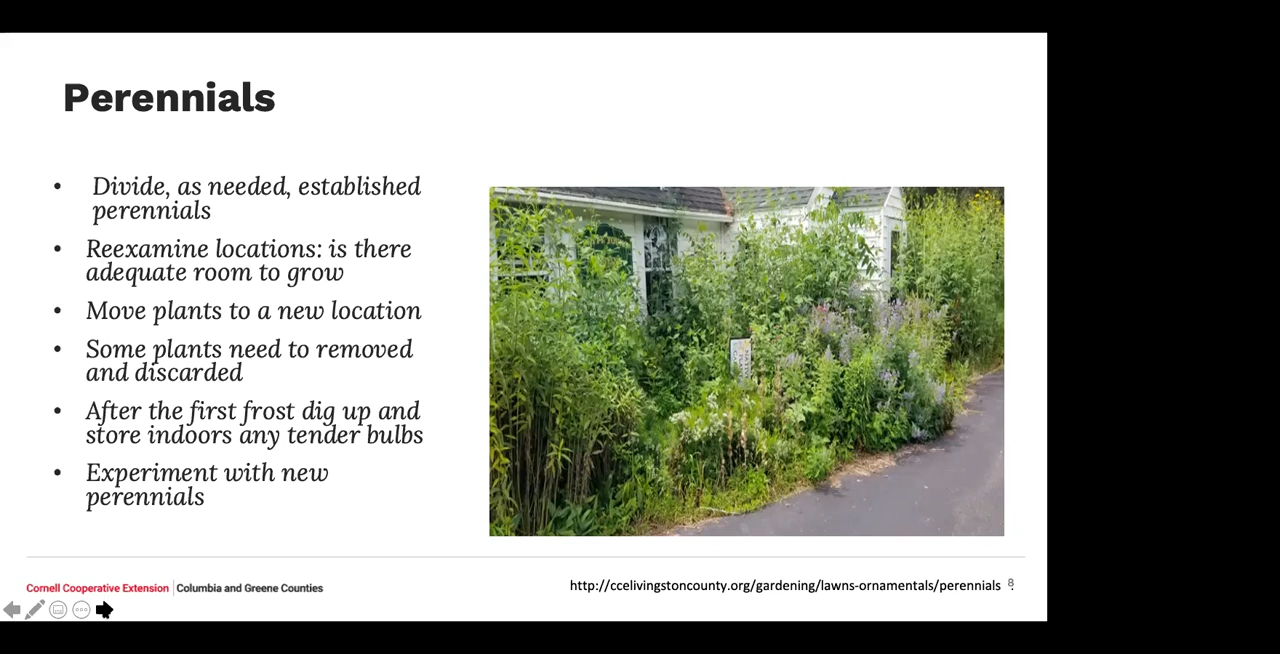 Perennials
• Divide, as needed, established
perennials
• Reexamine locations: is there
adequate room to grow
• Move plants to a new location
• Some plants need to removed
and discarded
• After the first frost dig up and
store indoors any tender bulbs
• Experiment with new
perennials
Cornell Cooperative Extension | Columbia and Greene Counties
http://ccelivingstoncounty.org/gardening/lawns-ornamentals/perennials .
8